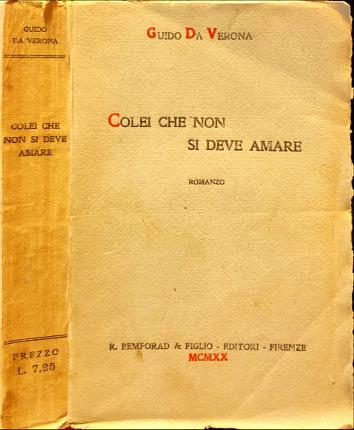 GUIDO
DA VERONA
COLEI CHE
NON SI DEVE
AMARE
PREZZO
L. 7,25
GUIDO DA VERONA
COLEI CHE NON
SI DEVE AMARE
ROMANZO
R. BEMPORAD & FIGLIO - EDITORI - FIRENZE
MCMXX